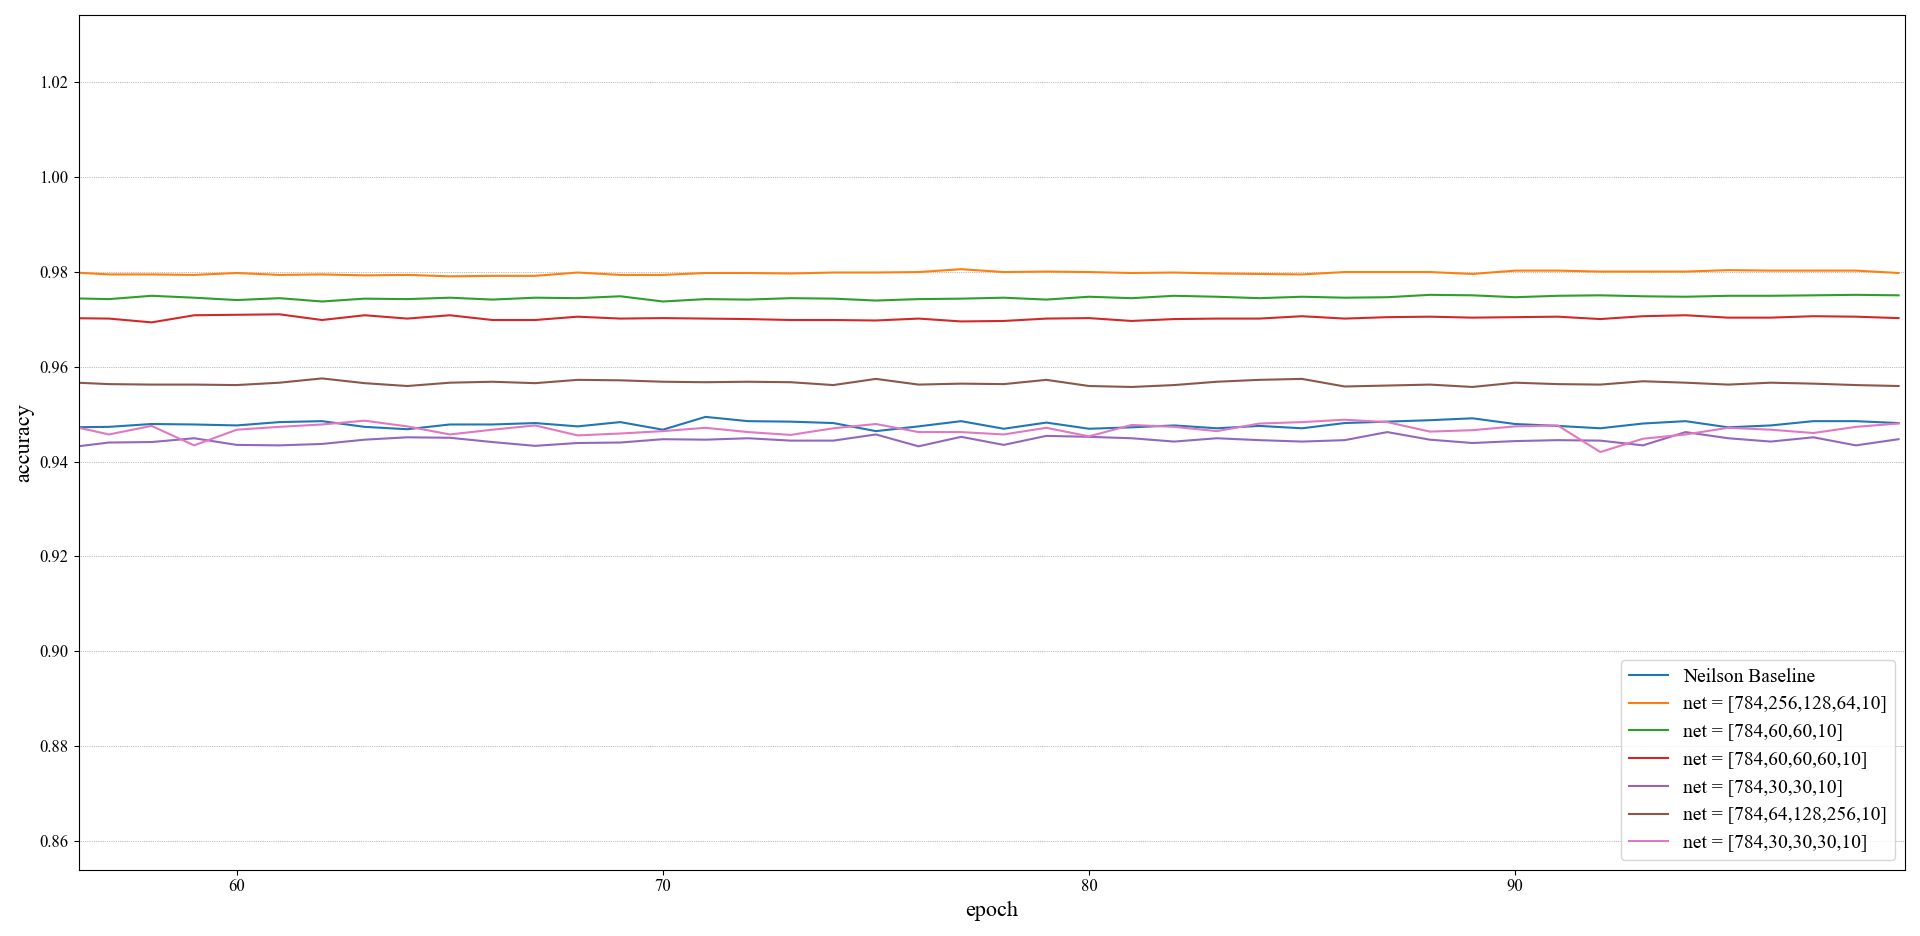 1.02
1.00
0.98
0.96
0.94
0.92
0.90
0.88
0.86
accuracy
60
70
80
90
epoch
Neilson Baseline
net = [784,256,128,64,10]
net = [784,60,60,10]
net = [784,60,60,60,10]
net = [784,30,30,10]
net = [784,64,128,256,10]
net = [784,30,30,30,10]